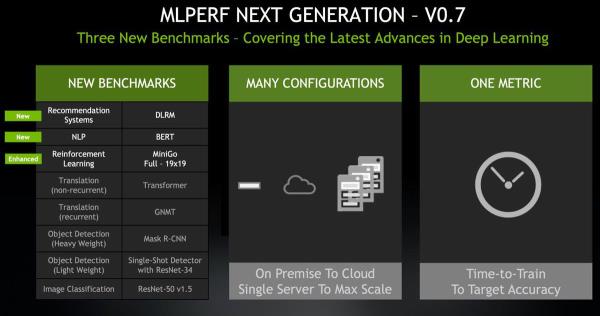 MLPERF NEXT GENERATION – V0.7
Three New Benchmarks – Covering the Latest Advances in Deep Learning
NEW BENCHMARKS
New
Recommendation
Systems
DLRM
New
NLP
BERT
Enhanced
Reinforcement
Learning
MiniGo
Full – 19x19
Translation
(non-recurrent)
Transformer
Translation
(recurrent)
GNMT
Object Detection
(Heavy Weight)
Mask R-CNN
Object Detection
(Light Weight)
Single-Shot Detector
with ResNet-34
Image Classification
ResNet-50 v1.5
MANY CONFIGURATIONS
On Premise To Cloud
Single Server To Max Scale
ONE METRIC
Time-to-Train
To Target Accuracy